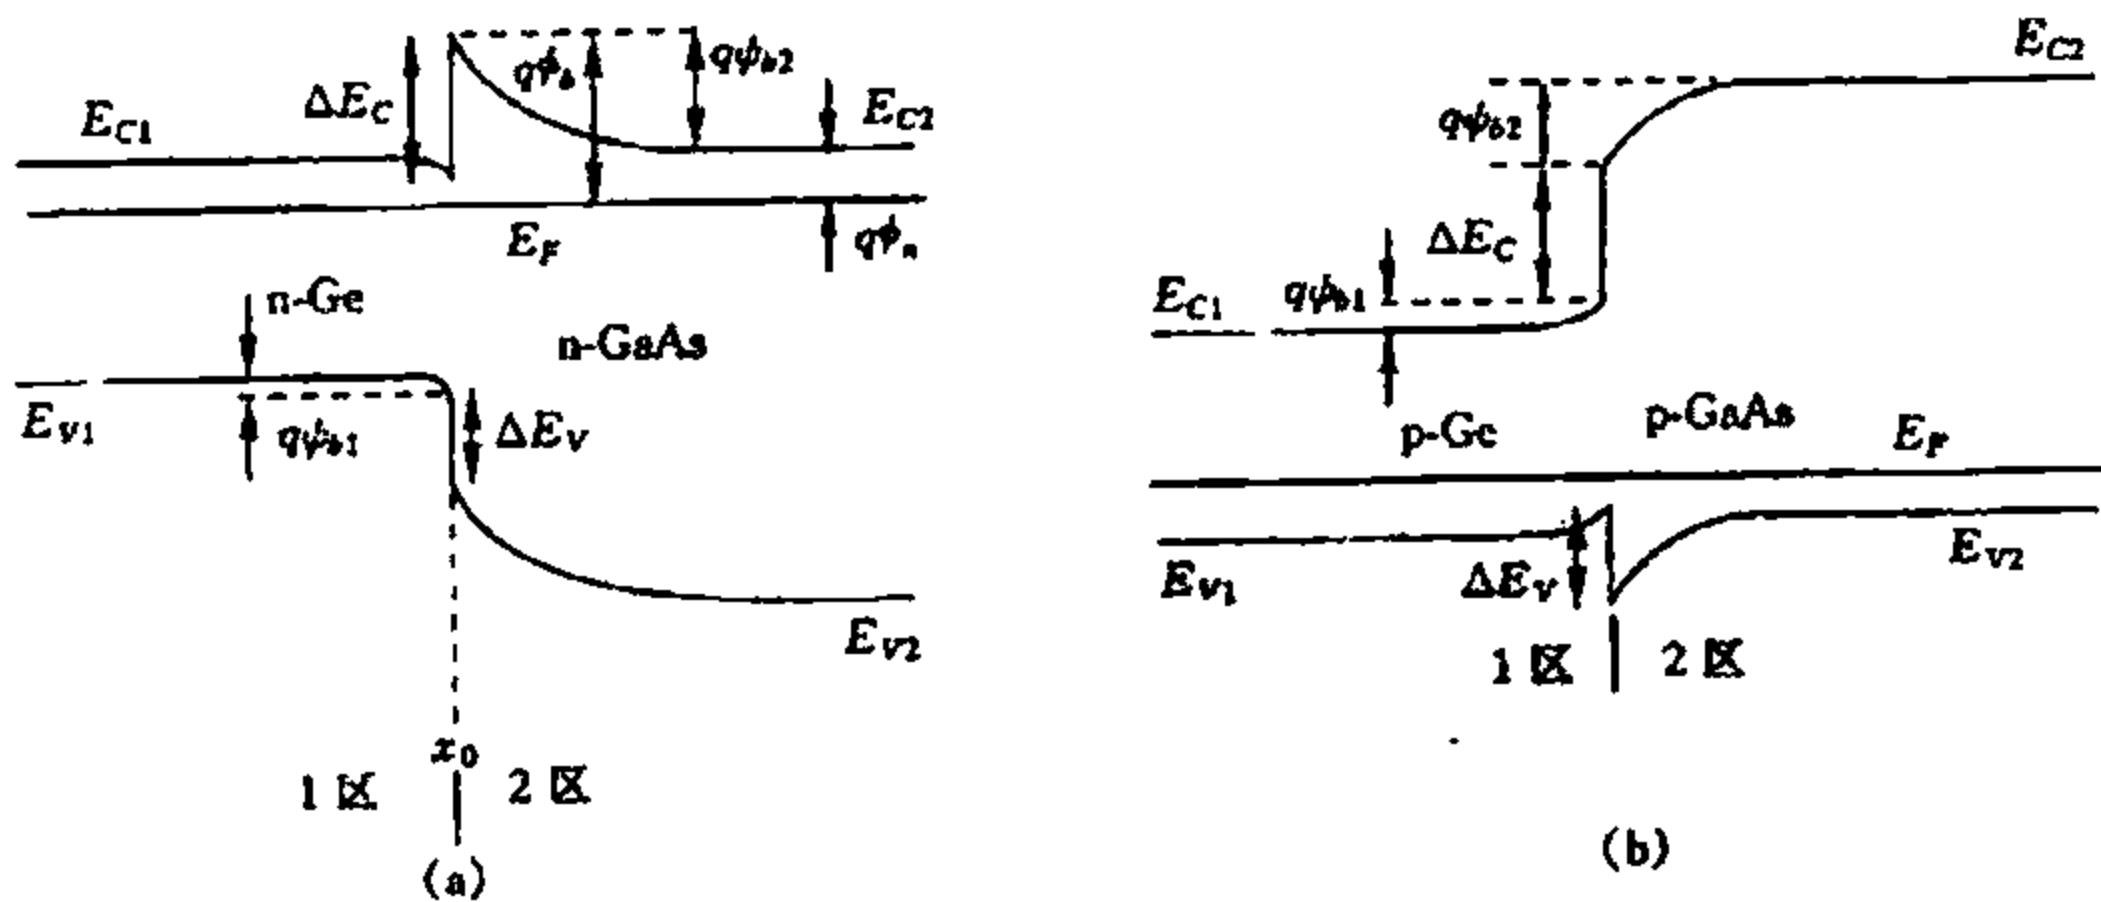 qϕ_b
qψ_b2
ΔE_C
E_C1
E_C2
E_F
qϕ_n
n-Ge
n-GaAs
E_V1
qψ_b1
ΔE_V
E_V2
x_0
1 区
2 区
(a)
E_C2
qψ_b2
ΔE_C
E_C1
qψ_b1
p-Ge
p-GaAs
E_F
E_V1
ΔE_V
E_V2
1 区
2 区
(b)